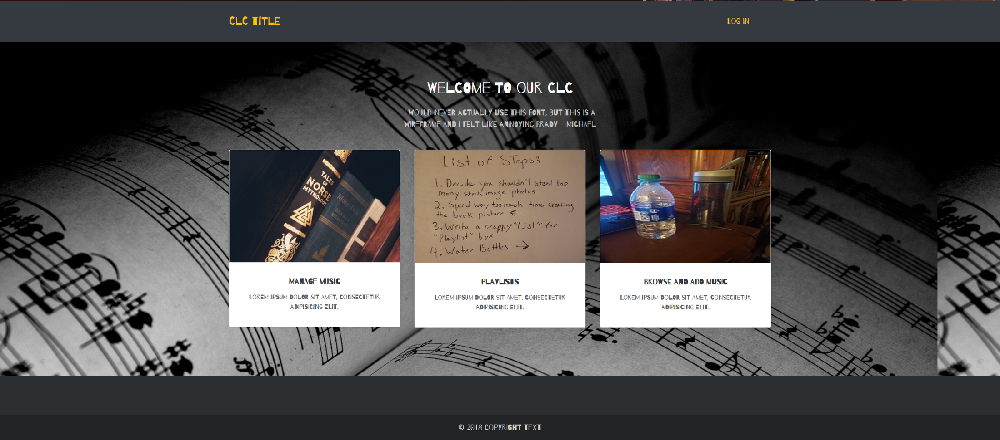 CLC TITLE
LOG IN
WELCOME TO OUR CLC
I WOULD NEVER ACTUALLY USE THIS FONT, BUT THIS IS A
WIREFRAME AND I FELT LIKE ANNOYING BRADY - MICHAEL
TALES
OF
NORSE
MYTHOLOGY
Moby-Dick
HERMAN
MELVILLE
List of STeps:
1. Decide you shouldn't steal too
many stock image photos
2. Spend way too much time creating
the book picture ←
3. Write a crappy "List" for
"Playlist" box
4. Water Bottles →
MANAGE MUSIC
LOREM IPSUM DOLOR SIT AMET, CONSECTETUR
ADIPISICING ELIT.
PLAYLISTS
LOREM IPSUM DOLOR SIT AMET, CONSECTETUR
ADIPISICING ELIT.
BROWSE AND ADD MUSIC
LOREM IPSUM DOLOR SIT AMET, CONSECTETUR
ADIPISICING ELIT.
© 2018 COPYRIGHT TEXT